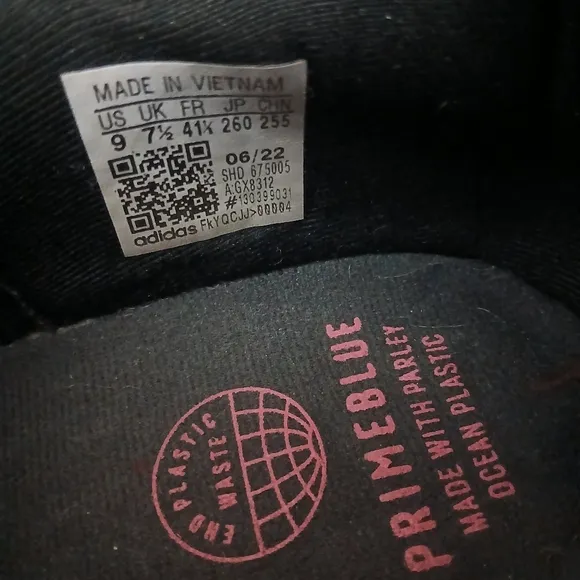 MADE IN VIETNAM
US UK FR JP CHN
9 7½ 41⅓ 260 255
06/22
SHD 675005
A:GX8312
#130399031
adidas FkYQCJJ>00004
END PLASTIC
WASTE
PRIMEBLUE
MADE WITH PARLEY
OCEAN PLASTIC